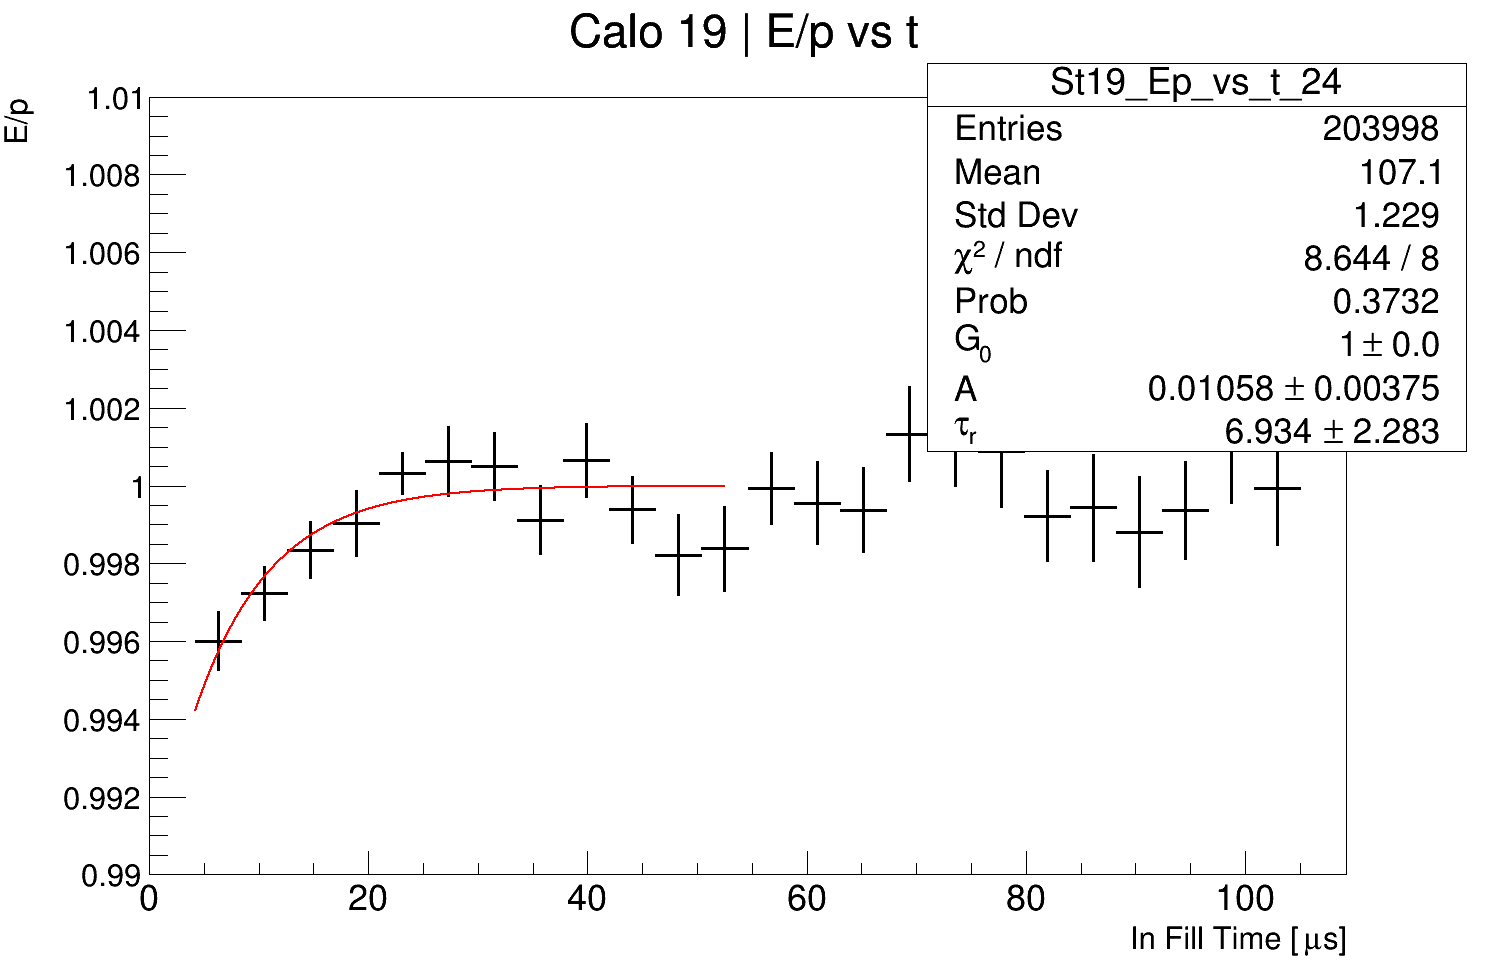 Calo 19 | E/p vs t
E/p
St19_Ep_vs_t_24
Entries 203998
Mean 107.1
Std Dev 1.229
χ² / ndf 8.644 / 8
Prob 0.3732
G₀ 1 ± 0.0
A 0.01058 ± 0.00375
τᵣ 6.934 ± 2.283
1.01
1.008
1.006
1.004
1.002
1
0.998
0.996
0.994
0.992
0.99
0 20 40 60 80 100
In Fill Time [μs]